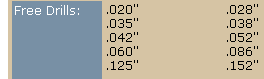 Free Drills: .020" .028"
.035" .038"
.042" .052"
.060" .086"
.125" .152"